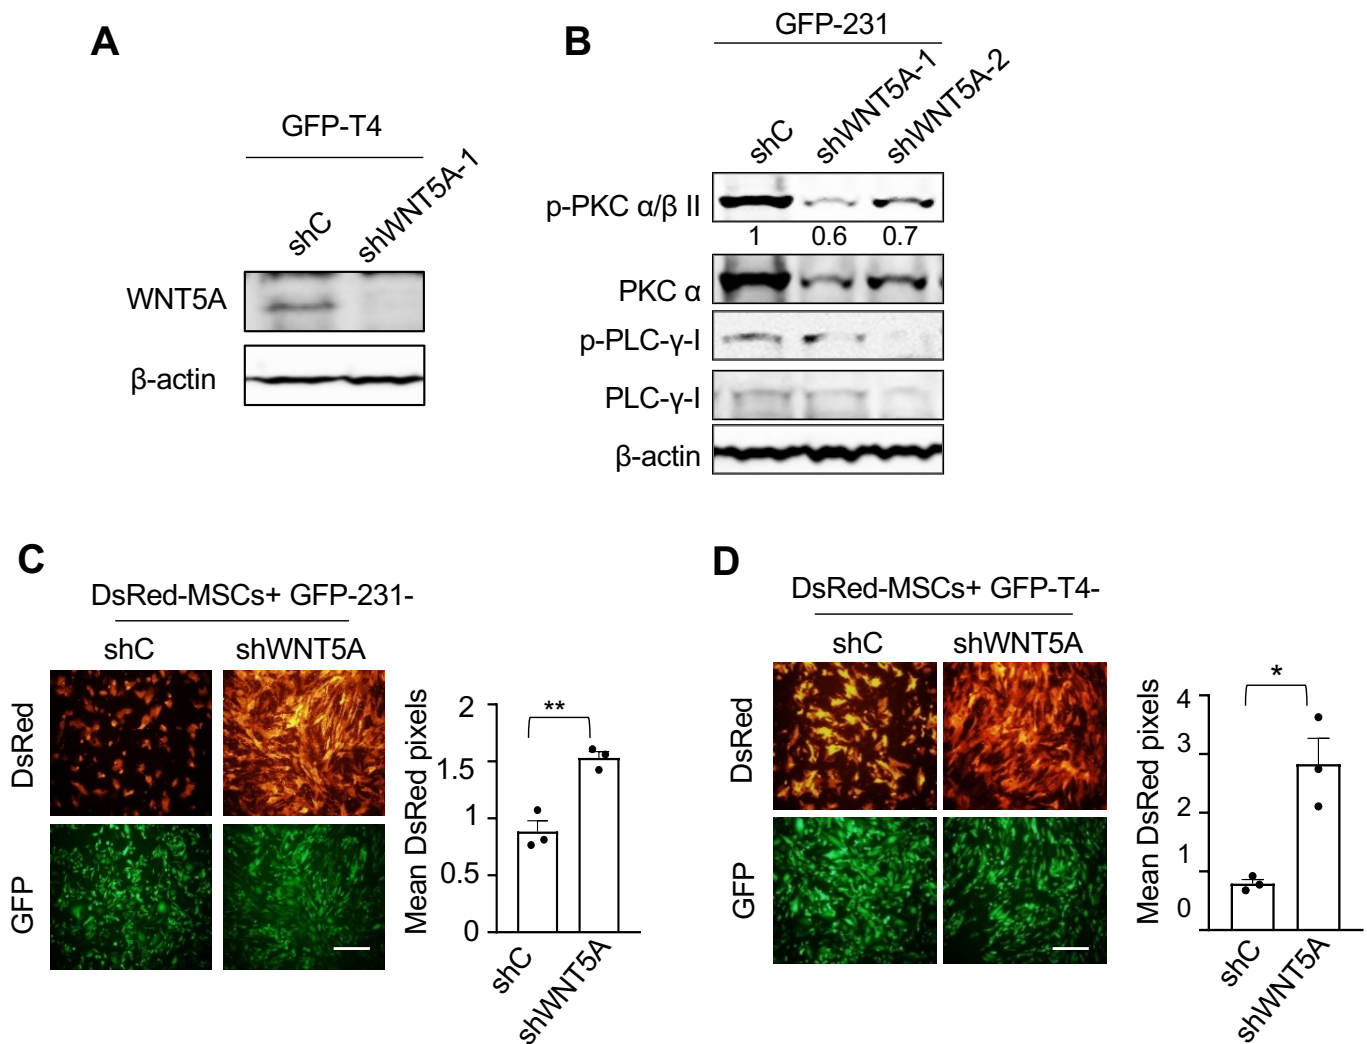 A
GFP-T4
shC
shWNT5A-1
WNT5A
β-actin
B
GFP-231
shC
shWNT5A-1
shWNT5A-2
p-PKC α/β II
1 0.6 0.7
PKC α
p-PLC-γ-I
PLC-γ-I
β-actin
C
DsRed-MSCs+ GFP-231-
shC shWNT5A
DsRed
GFP
Mean DsRed pixels
2
1.5
1
0.5
0
**
shC
shWNT5A
D
DsRed-MSCs+ GFP-T4-
shC shWNT5A
DsRed
GFP
Mean DsRed pixels
4
3
2
1
0
*
shC
shWNT5A